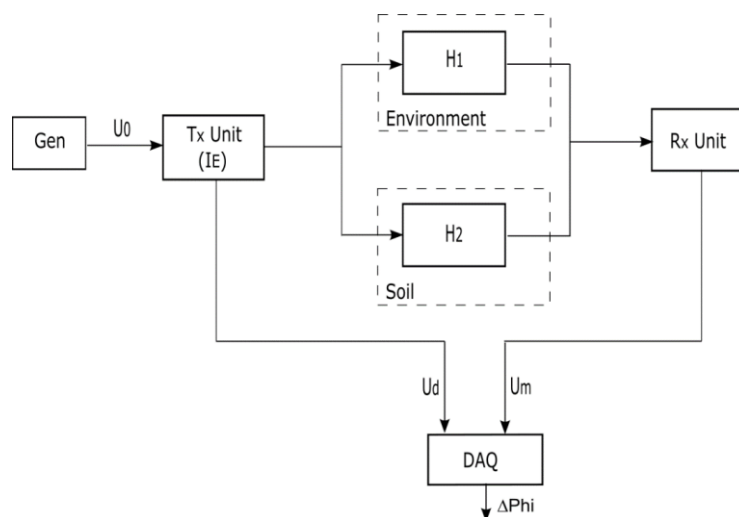 H1
Environment
Gen
U0
Tx Unit
(IE)
Rx Unit
H2
Soil
Ud
Um
DAQ
ΔPhi